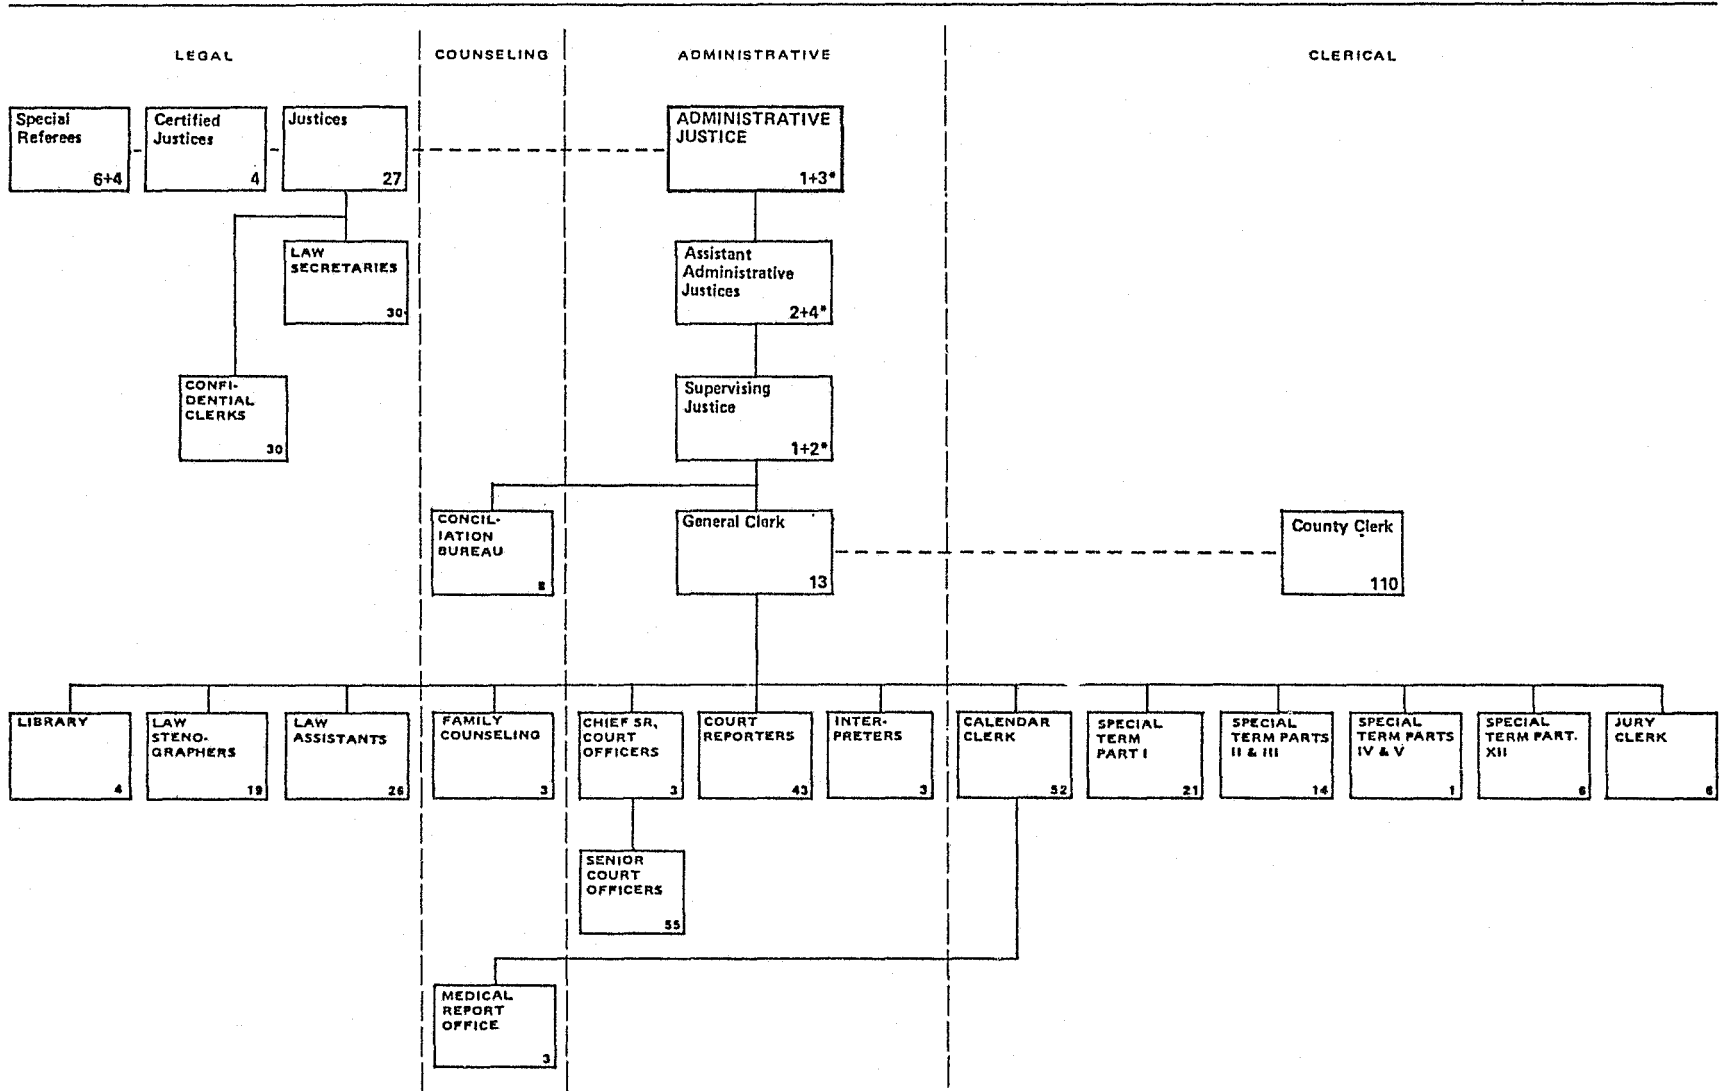 LEGAL
COUNSELING
ADMINISTRATIVE
CLERICAL
Special
Referees
6+4
Certified
Justices
4
Justices
27
ADMINISTRATIVE
JUSTICE
1+3*
LAW
SECRETARIES
30
Assistant
Administrative
Justices
2+4*
CONFI-
DENTIAL
CLERKS
30
Supervising
Justice
1+2*
CONCIL-
IATION
BUREAU
General Clerk
13
County Clerk
110
LIBRARY
4
LAW
STENO-
GRAPHERS
19
LAW
ASSISTANTS
26
FAMILY
COUNSELING
3
CHIEF SR,
COURT
OFFICERS
3
COURT
REPORTERS
43
INTER-
PRETERS
3
CALENDAR
CLERK
52
SPECIAL
TERM
PART I
21
SPECIAL
TERM PARTS
II & III
14
SPECIAL
TERM PARTS
IV & V
1
SPECIAL
TERM PART.
XII
6
JURY
CLERK
6
SENIOR
COURT
OFFICERS
55
MEDICAL
REPORT
OFFICE
3